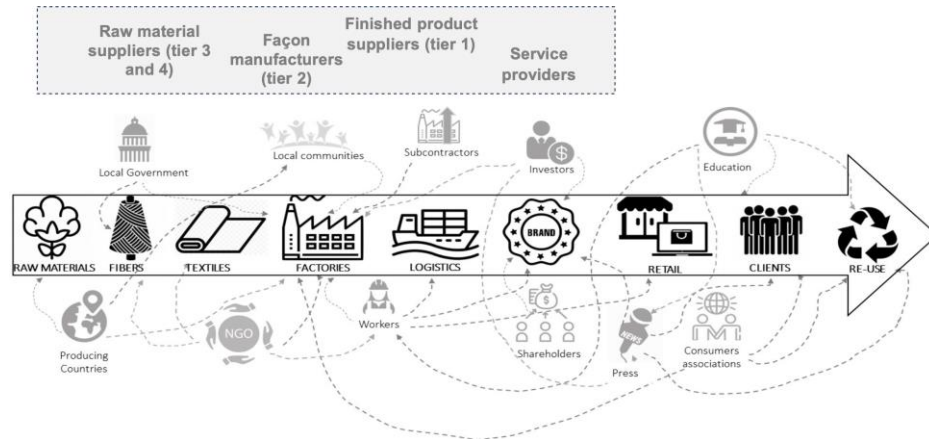 Raw material
suppliers (tier 3
and 4)
Façon
manufacturers
(tier 2)
Finished product
suppliers (tier 1)
Service
providers
Local Government
Local communities
Subcontractors
Investors
Education
$
BRAND
RAW MATERIALS
FIBERS
TEXTILES
FACTORIES
LOGISTICS
RETAIL
CLIENTS
RE-USE
Producing
Countries
NGO
Workers
$
Shareholders
NEWS
Press
Consumers
associations